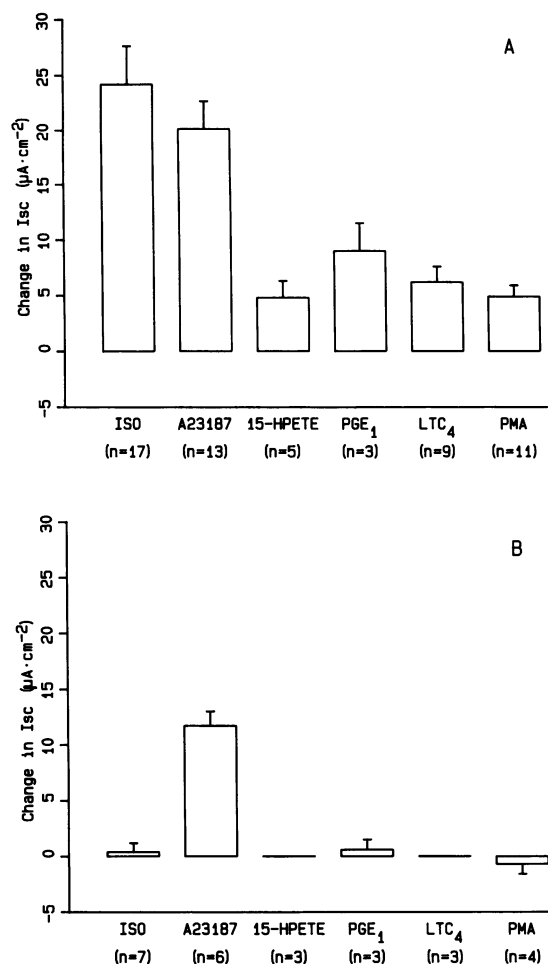 A
Change in Isc (µA·cm⁻²)
30
25
20
15
10
5
0
-5
ISO A23187 15-HPETE PGE₁ LTC₄ PMA
(n=17) (n=13) (n=5) (n=3) (n=9) (n=11)
B
Change in Isc (µA·cm⁻²)
30
25
20
15
10
5
0
-5
ISO A23187 15-HPETE PGE₁ LTC₄ PMA
(n=7) (n=6) (n=3) (n=3) (n=3) (n=4)